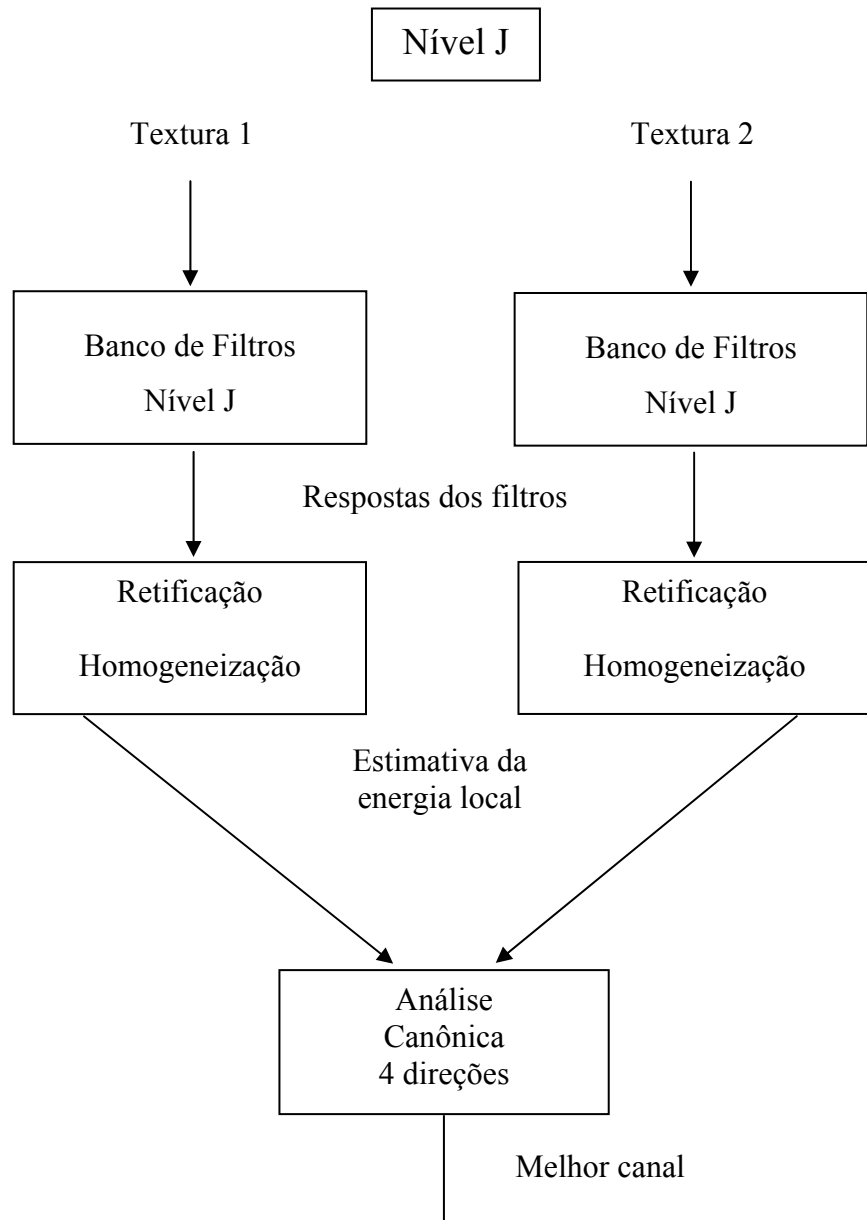 Nível J
Textura 1
Textura 2
Banco de Filtros
Nível J
Banco de Filtros
Nível J
Respostas dos filtros
Retificação
Homogeneização
Retificação
Homogeneização
Estimativa da
energia local
Análise
Canônica
4 direções
Melhor canal